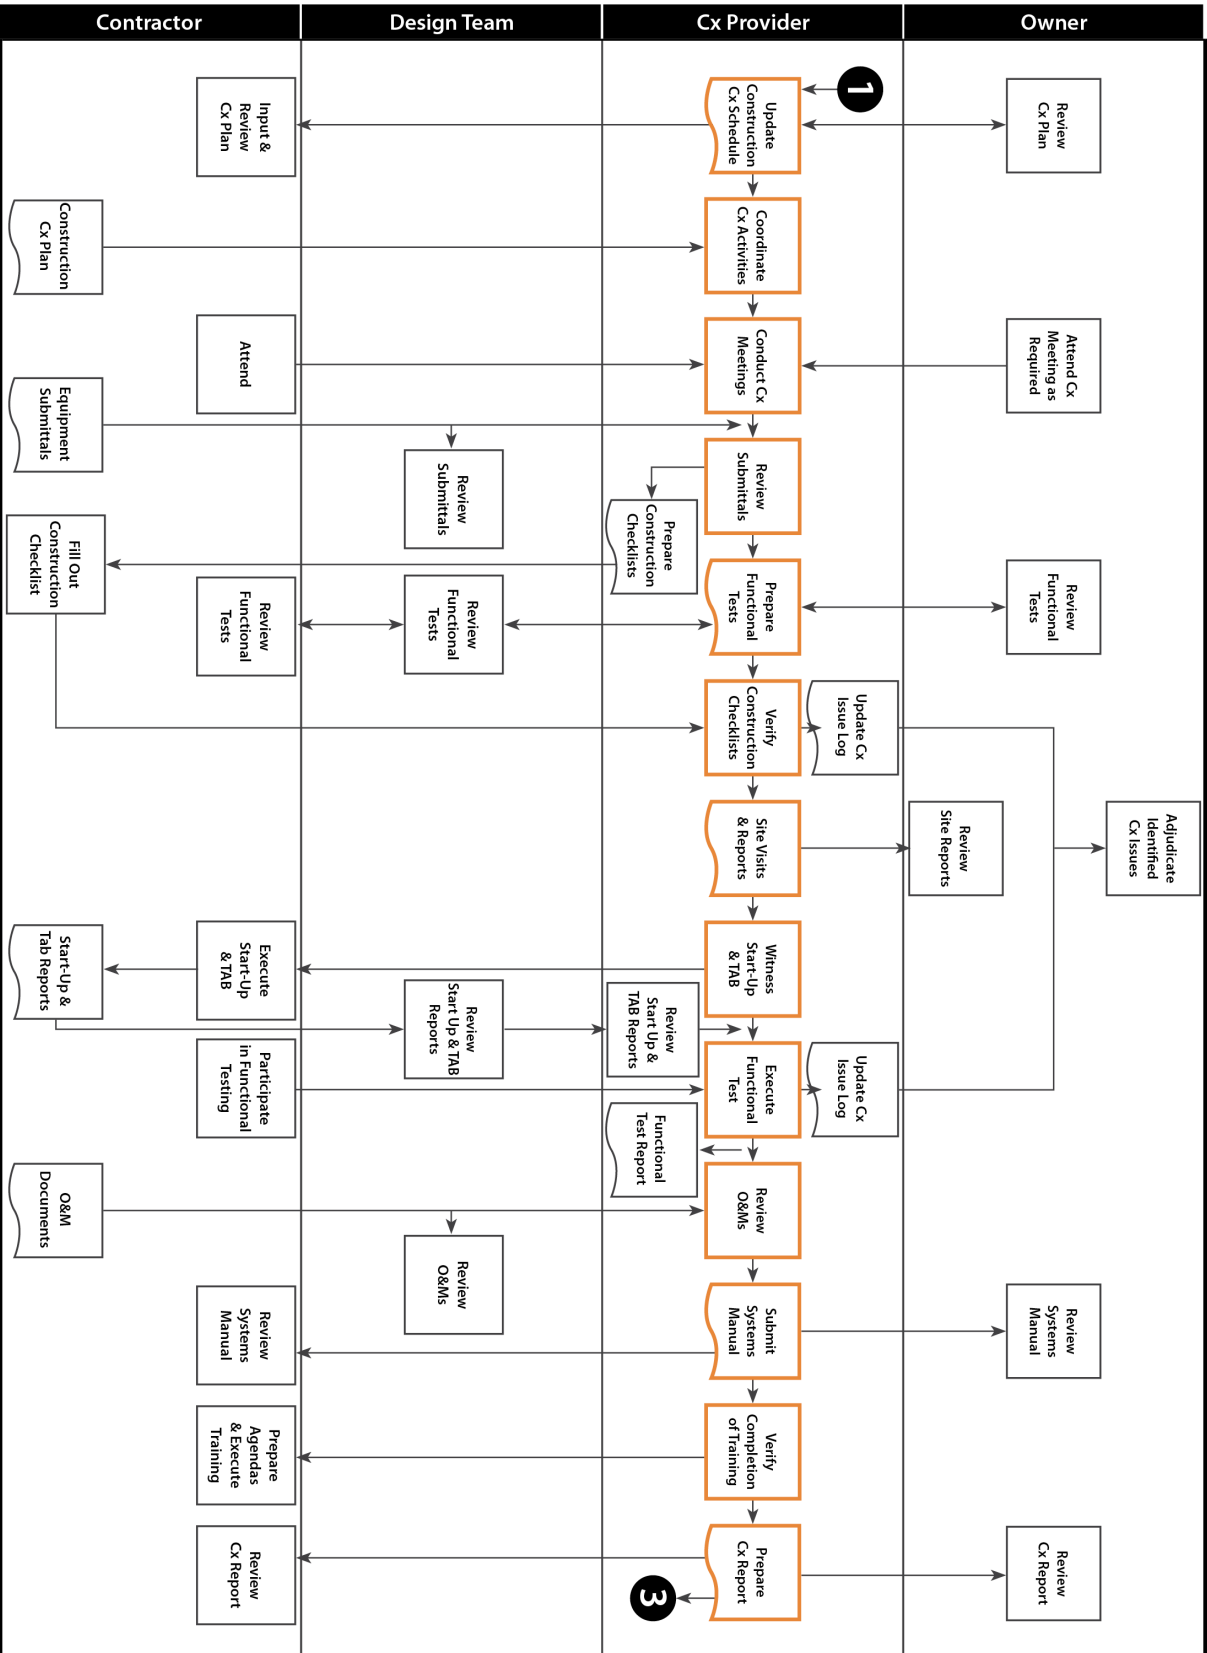 Contractor
Design Team
Cx Provider
Owner
1
Input &
Review
Cx Plan
Update
Construction
Cx Schedule
Review
Cx Plan
Construction
Cx Plan
Coordinate
Cx Activities
Attend
Conduct Cx
Meetings
Attend Cx
Meeting as
Required
Equipment
Submittals
Review
Submittals
Review
Submittals
Prepare
Construction
Checklists
Fill Out
Construction
Checklist
Review
Functional
Tests
Review
Functional
Tests
Prepare
Functional
Tests
Review
Functional
Tests
Verify
Construction
Checklists
Update Cx
Issue Log
Site Visits
& Reports
Review
Site Reports
Adjudicate
Identified
Cx Issues
Start-Up &
Tab Reports
Execute
Start-Up
& TAB
Witness
Start-Up
& TAB
Review
Start Up & TAB
Reports
Review
Start Up &
TAB Reports
Participate
in Functional
Testing
Execute
Functional
Test
Update Cx
Issue Log
Functional
Test Report
O&M
Documents
Review
O&Ms
Review
O&Ms
Review
Systems
Manual
Submit
Systems
Manual
Review
Systems
Manual
Prepare
Agendas
& Execute
Training
Verify
Completion
of Training
Review
Cx Report
Prepare
Cx Report
Review
Cx Report
3